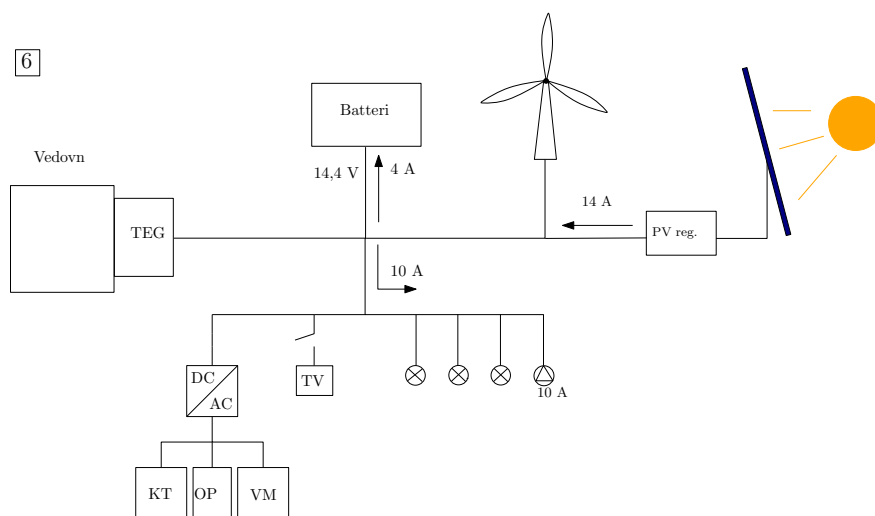 6
Batteri
Vedovn
14,4 V
4 A
14 A
TEG
PV reg.
10 A
DC
AC
TV
10 A
KT
OP
VM